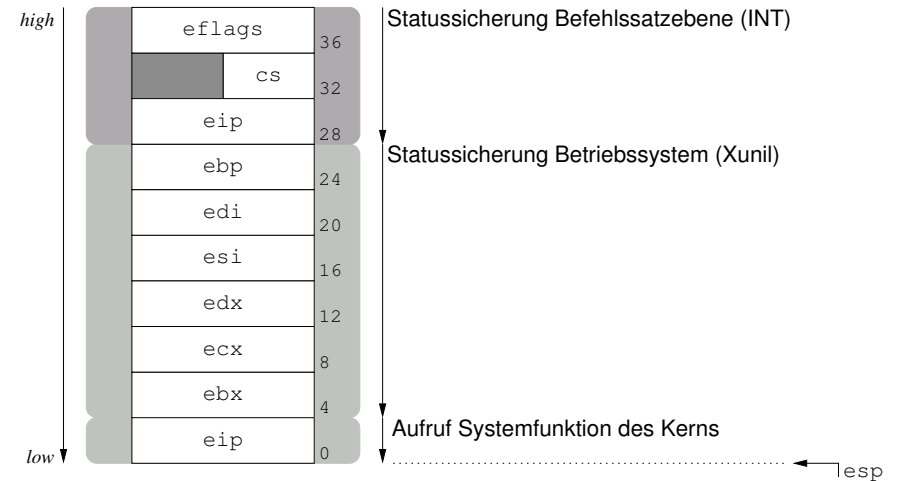 high
eflags
36
Statussicherung Befehlssatzebene (INT)
cs
32
eip
28
Statussicherung Betriebssystem (Xunil)
ebp
24
edi
20
esi
16
edx
12
ecx
8
ebx
4
Aufruf Systemfunktion des Kerns
eip
0
low
esp